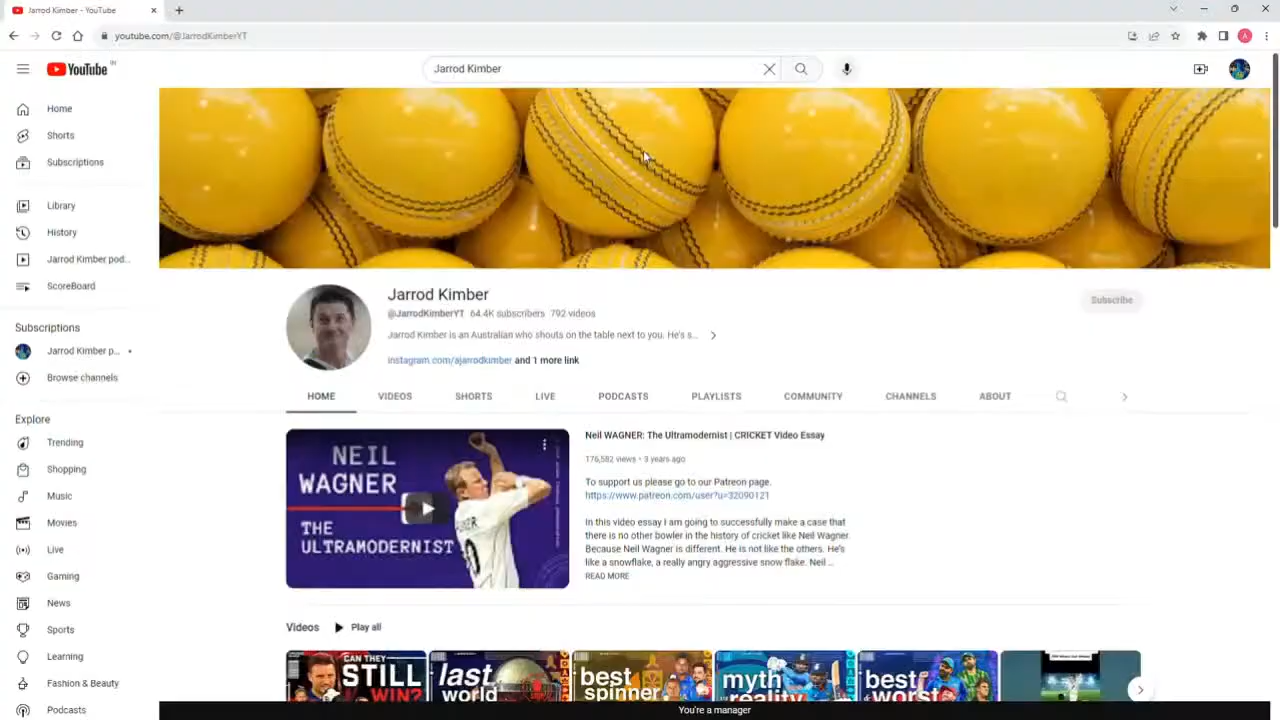 Jarrod Kimber - YouTube
youtube.com/@JarrodKimberYT
A
YouTube IN
Jarrod Kimber
Home
Shorts
Subscriptions
Library
History
Jarrod Kimber pod...
ScoreBoard
Subscriptions
Jarrod Kimber p...
Browse channels
Explore
Trending
Shopping
Music
Movies
Live
Gaming
News
Sports
Learning
Fashion & Beauty
Podcasts
Jarrod Kimber
@JarrodKimberYT 64.4K subscribers 792 videos
Jarrod Kimber is an Australian who shouts on the table next to you. He's s...
instagram.com/ajarrodkimber and 1 more link
Subscribe
HOME VIDEOS SHORTS LIVE PODCASTS PLAYLISTS COMMUNITY CHANNELS ABOUT
NEIL
WAGNER
THE
ULTRAMODERNIST
Neil WAGNER: The Ultramodernist | CRICKET Video Essay
176,582 views • 3 years ago
To support us please go to our Patreon page.
https://www.patreon.com/user?u=32090121
In this video essay I am going to successfully make a case that
there is no other bowler in the history of cricket like Neil Wagner.
Because Neil Wagner is different. He is not like the others. He's
like a snowflake, a really angry aggressive snow flake. Neil ...
READ MORE
Videos Play all
CAN THEY
STILL
WIN?
last
world
best
spinner
myth
reality
best
worst
You're a manager